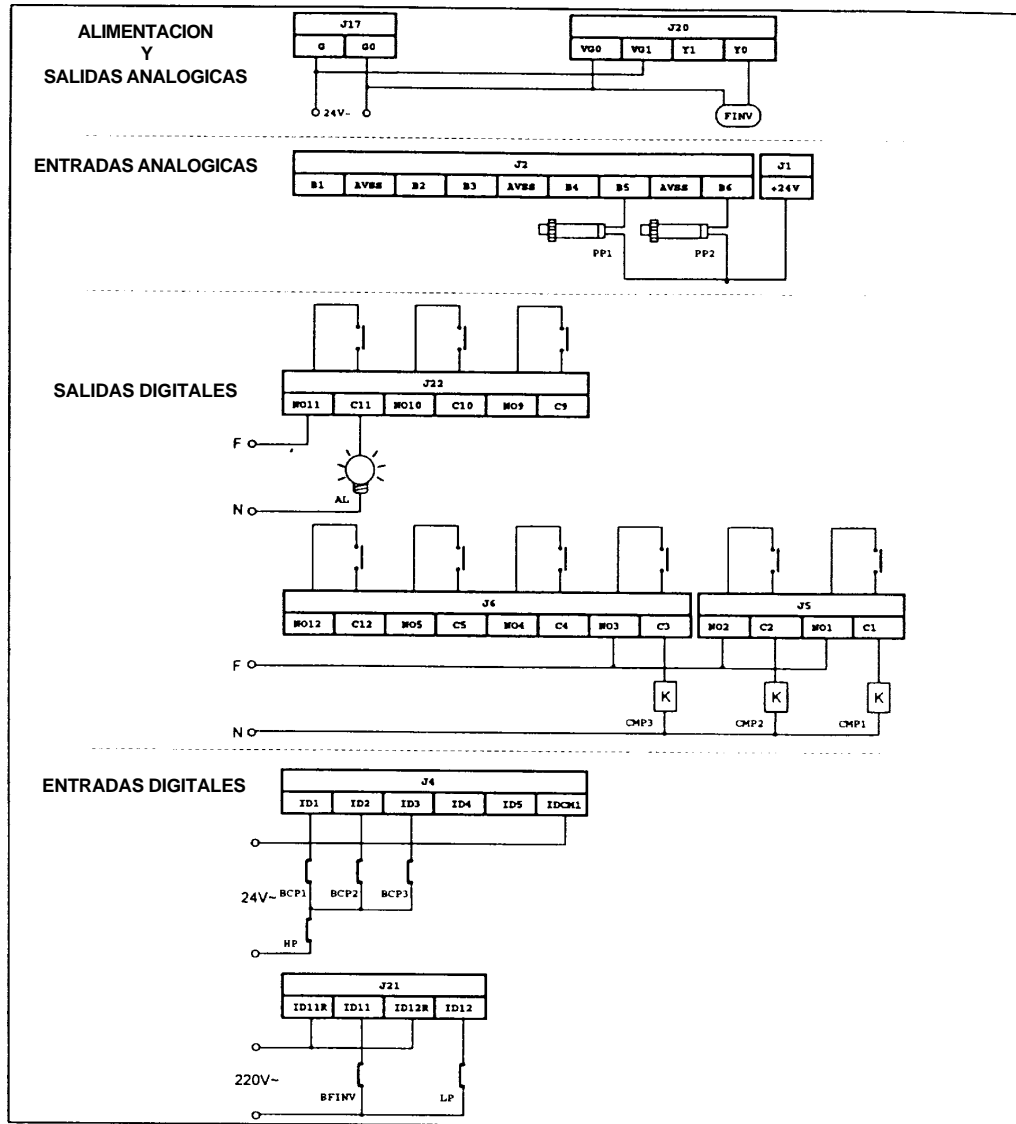 ALIMENTACION
Y
SALIDAS ANALOGICAS
J17
G G0
J20
VG0 VG1 Y1 Y0
24V~
FINV
ENTRADAS ANALOGICAS
J2
B1 AVSS B2 B3 AVSS B4 B5 AVSS B6
J1
+24V
PP1 PP2
SALIDAS DIGITALES
J22
NO11 C11 NO10 C10 NO9 C9
F
AL
N
J6
NO12 C12 NO5 C5 NO4 C4 NO3 C3
J5
NO2 C2 NO1 C1
F
K K K
CMP3 CMP2 CMP1
N
ENTRADAS DIGITALES
J4
ID1 ID2 ID3 ID4 ID5 IDCM1
24V~ BCP1 BCP2 BCP3
HP
J21
ID11R ID11 ID12R ID12
220V~
BFINV LP